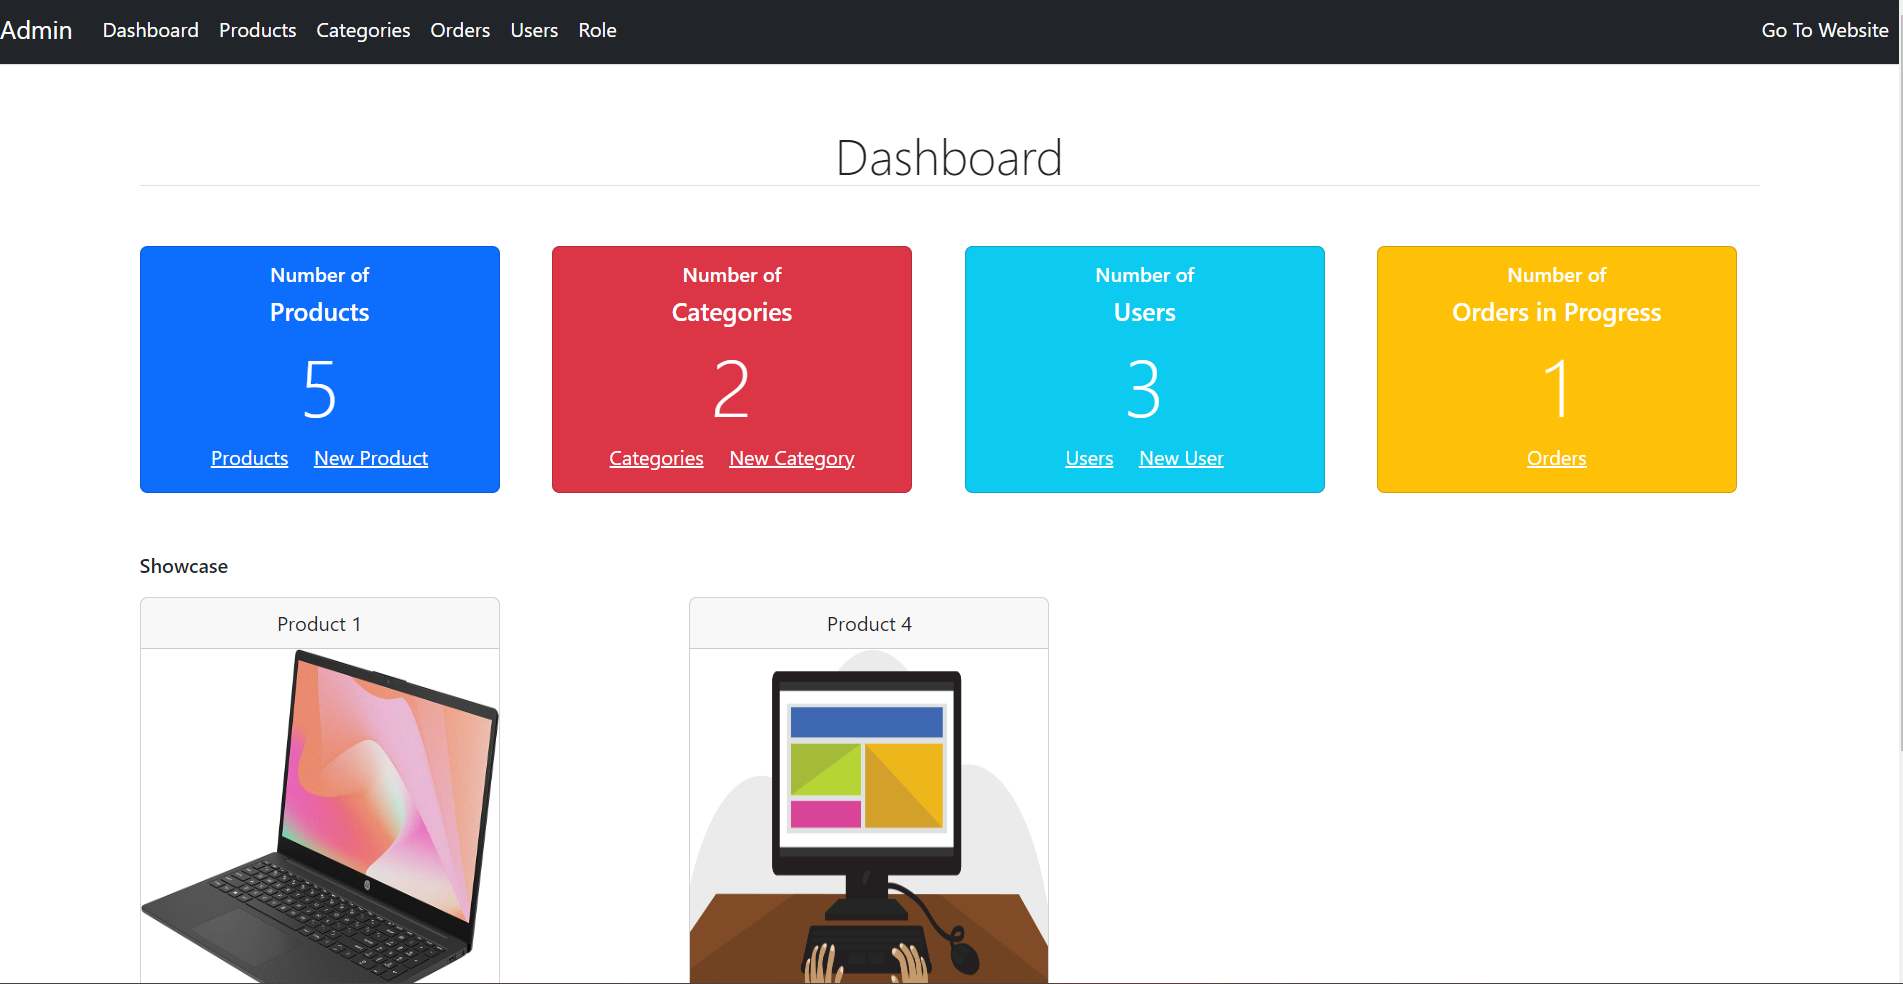 Admin Dashboard Products Categories Orders Users Role Go To Website
Dashboard
Number of
Products
5
Products New Product
Number of
Categories
2
Categories New Category
Number of
Users
3
Users New User
Number of
Orders in Progress
1
Orders
Showcase
Product 1
Product 4